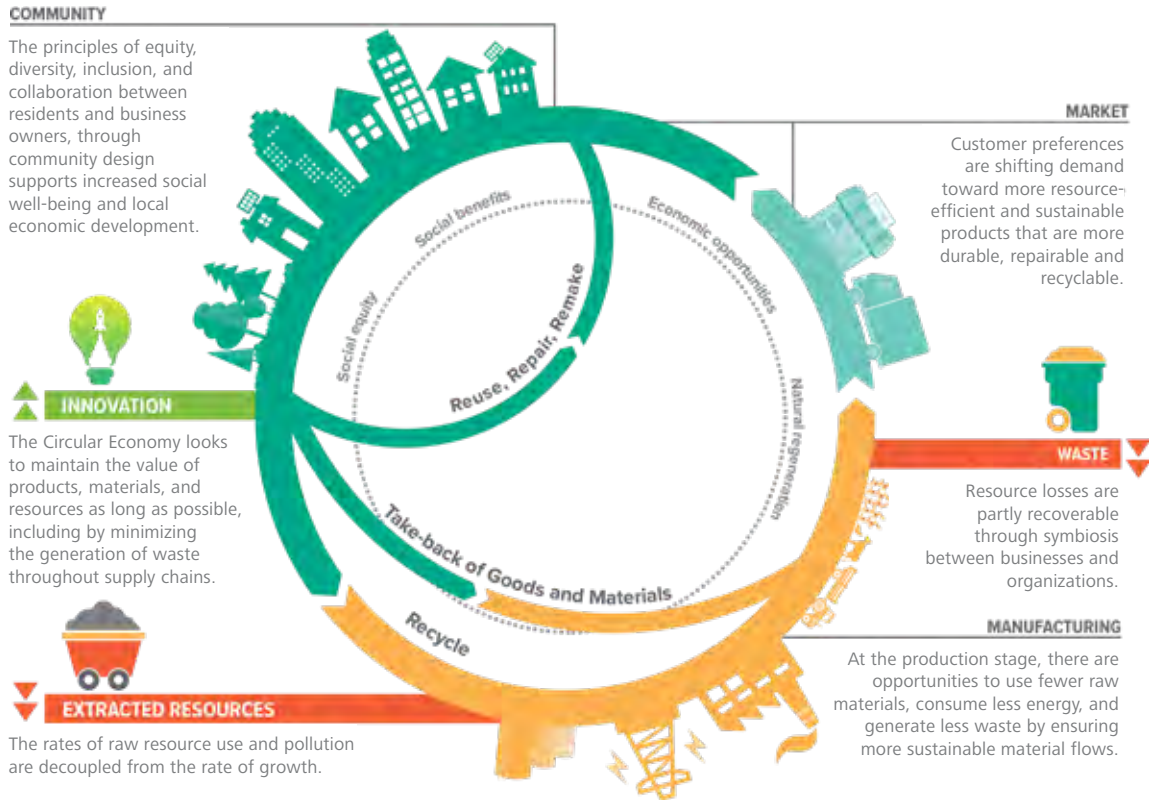 COMMUNITY
The principles of equity,
diversity, inclusion, and
collaboration between
residents and business
owners, through
community design
supports increased social
well-being and local
economic development.
MARKET
Customer preferences
are shifting demand
toward more resource-
efficient and sustainable
products that are more
durable, repairable and
recyclable.
Social benefits
Economic opportunities
Social equity
Natural regeneration
Reuse, Repair, Remake
Take-back of Goods and Materials
Recycle
INNOVATION
The Circular Economy looks
to maintain the value of
products, materials, and
resources as long as possible,
including by minimizing
the generation of waste
throughout supply chains.
WASTE
Resource losses are
partly recoverable
through symbiosis
between businesses and
organizations.
EXTRACTED RESOURCES
The rates of raw resource use and pollution
are decoupled from the rate of growth.
MANUFACTURING
At the production stage, there are
opportunities to use fewer raw
materials, consume less energy, and
generate less waste by ensuring
more sustainable material flows.